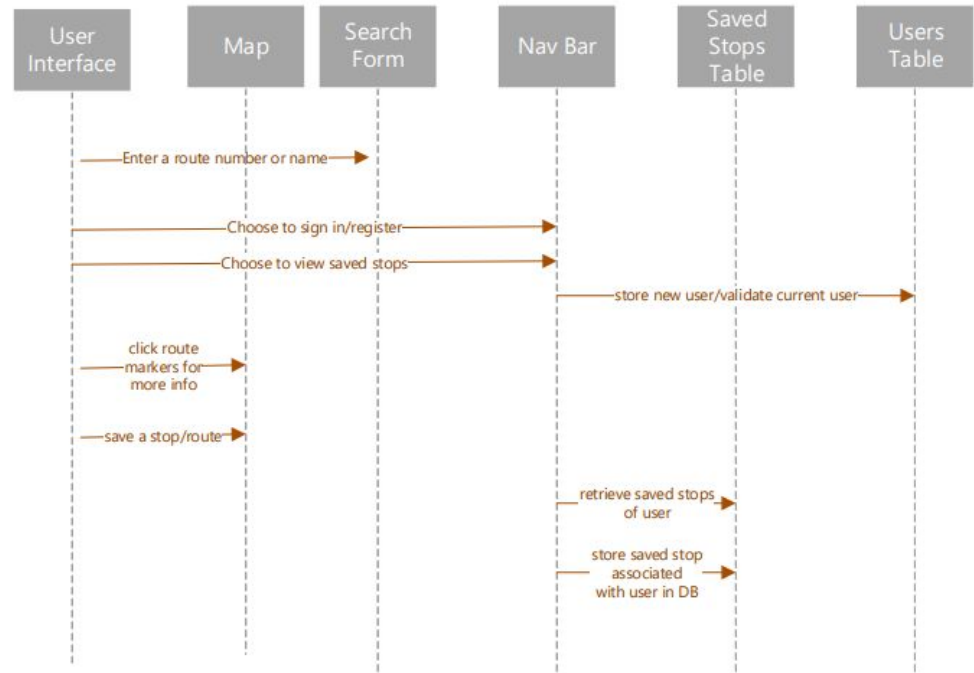 User
Interface
Map
Search
Form
Nav Bar
Saved
Stops
Table
Users
Table
Enter a route number or name
Choose to sign in/register
Choose to view saved stops
store new user/validate current user
click route
markers for
more info
save a stop/route
retrieve saved stops
of user
store saved stop
associated
with user in DB